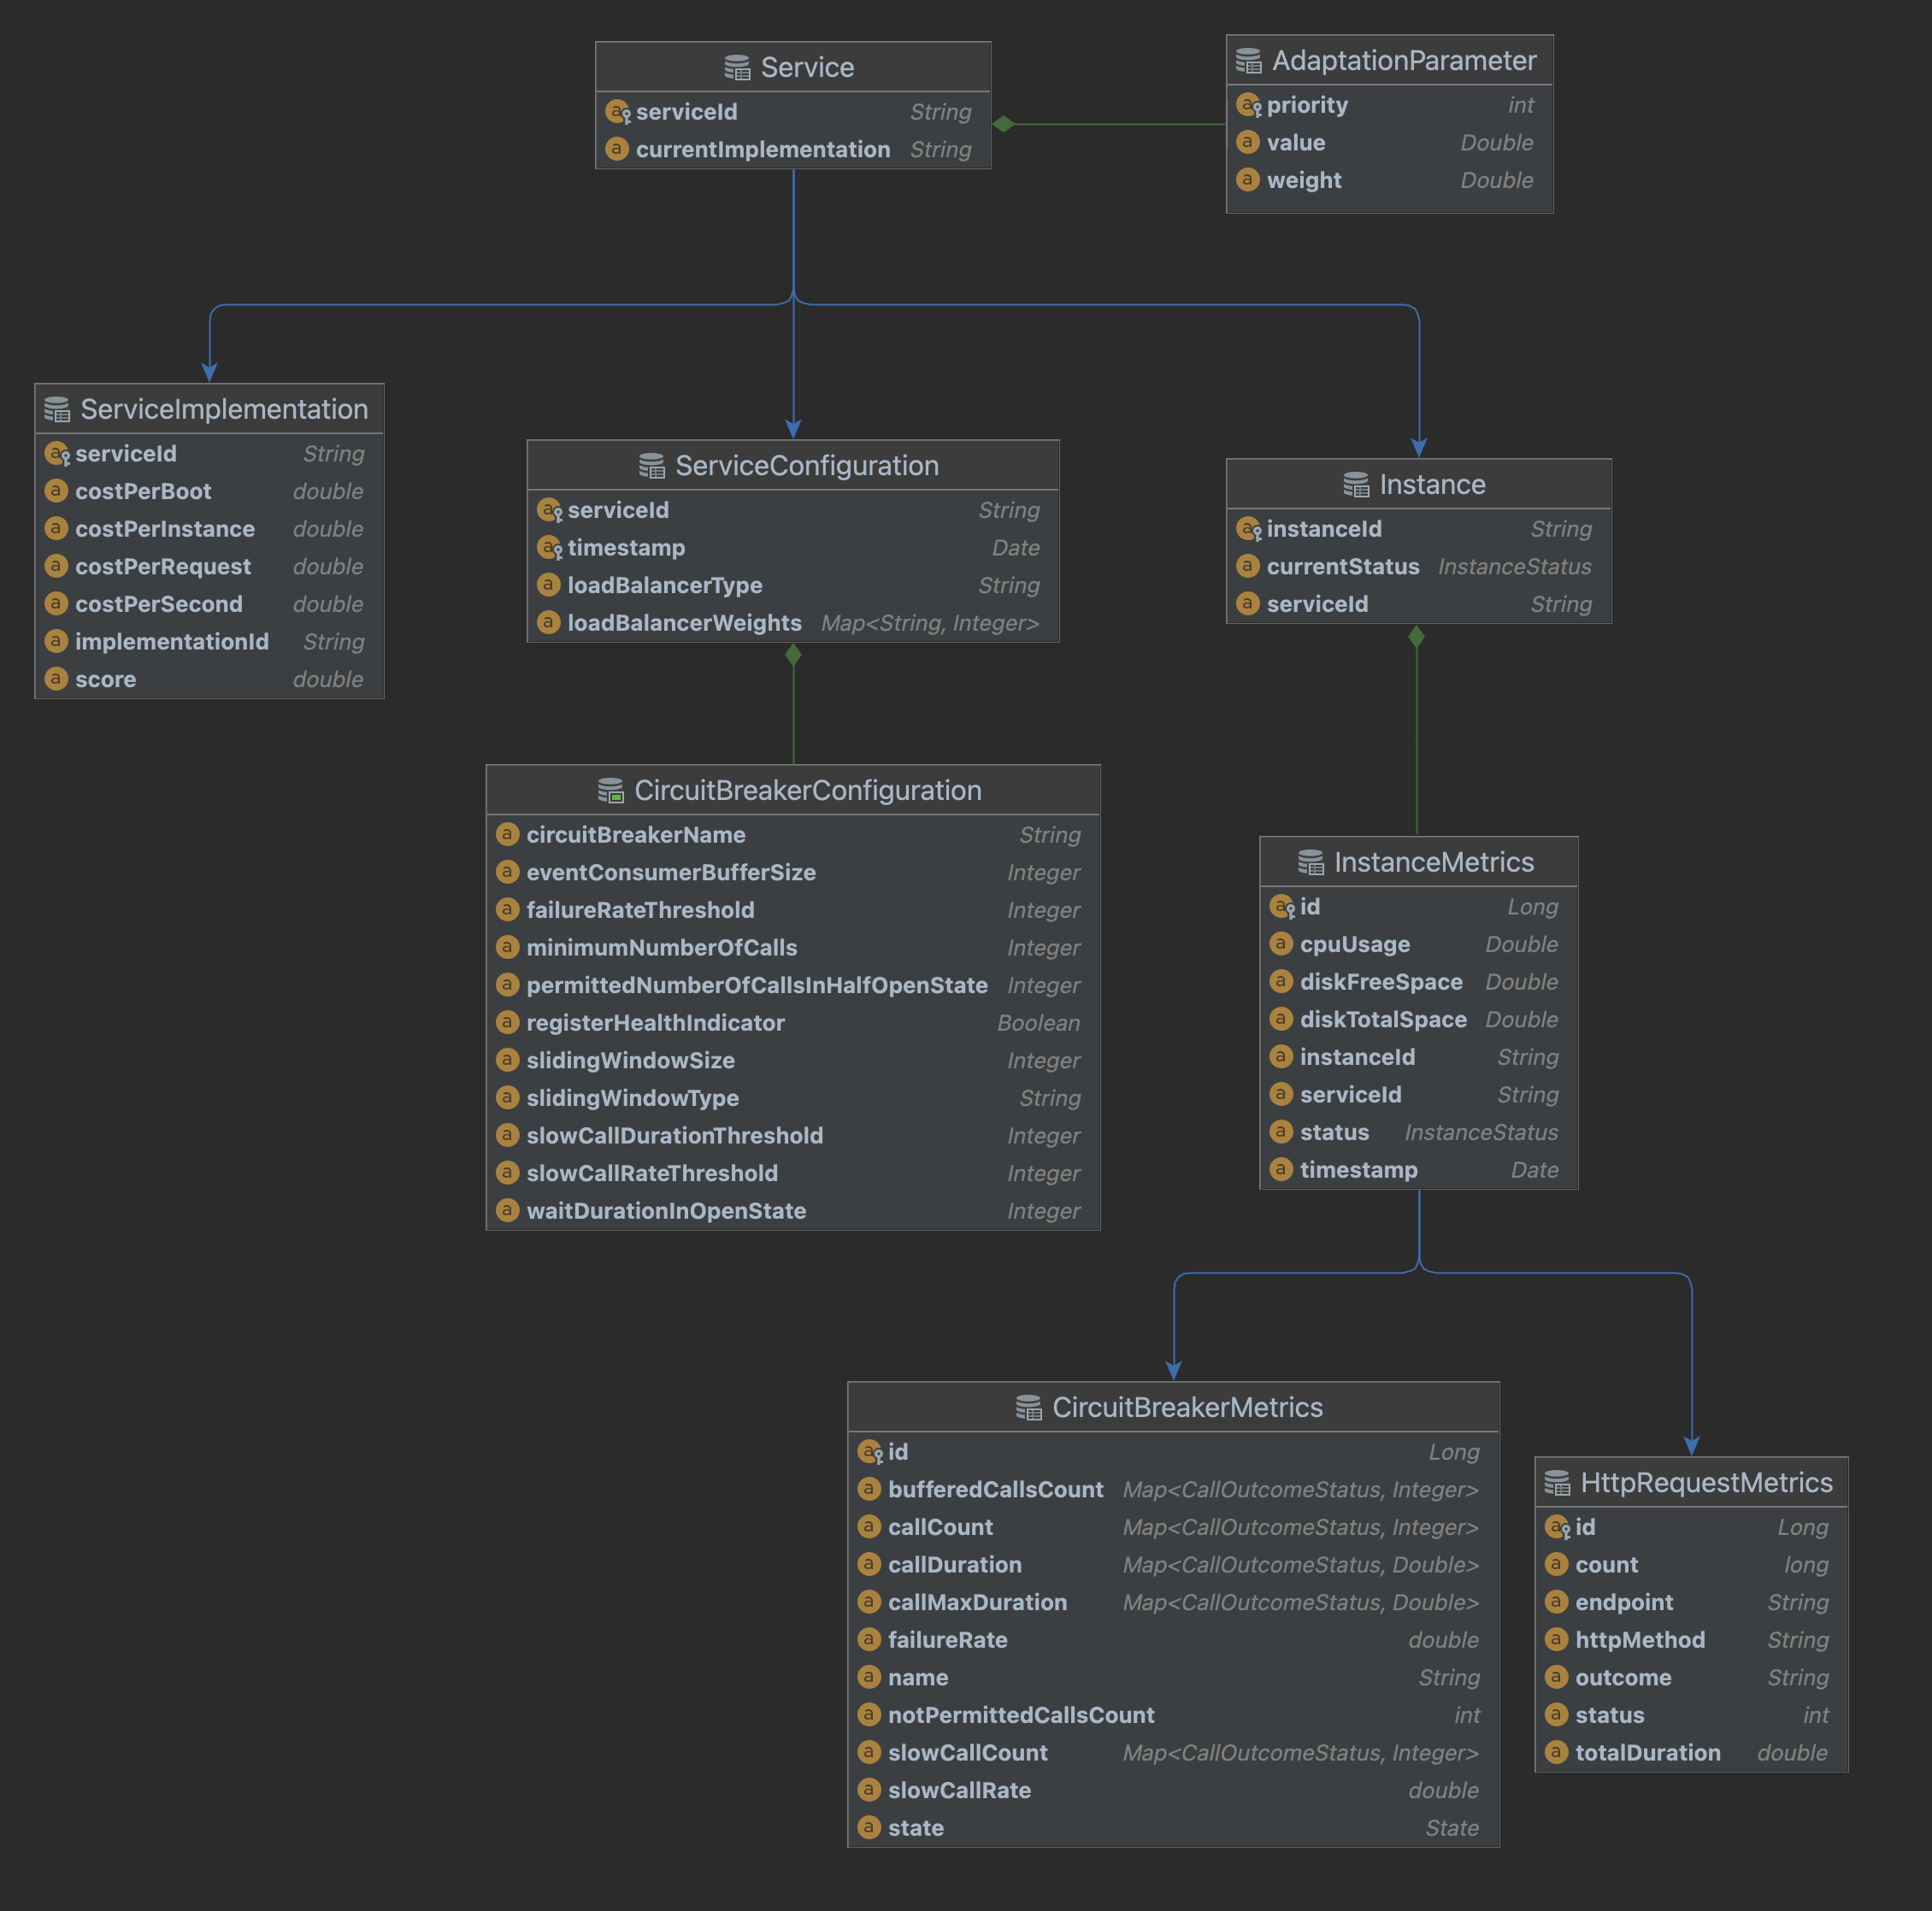 Service
serviceId String
currentImplementation String
AdaptationParameter
priority int
value Double
weight Double
ServiceImplementation
serviceId String
costPerBoot double
costPerInstance double
costPerRequest double
costPerSecond double
implementationId String
score double
ServiceConfiguration
serviceId String
timestamp Date
loadBalancerType String
loadBalancerWeights Map<String, Integer>
Instance
instanceId String
currentStatus InstanceStatus
serviceId String
CircuitBreakerConfiguration
circuitBreakerName String
eventConsumerBufferSize Integer
failureRateThreshold Integer
minimumNumberOfCalls Integer
permittedNumberOfCallsInHalfOpenState Integer
registerHealthIndicator Boolean
slidingWindowSize Integer
slidingWindowType String
slowCallDurationThreshold Integer
slowCallRateThreshold Integer
waitDurationInOpenState Integer
InstanceMetrics
id Long
cpuUsage Double
diskFreeSpace Double
diskTotalSpace Double
instanceId String
serviceId String
status InstanceStatus
timestamp Date
CircuitBreakerMetrics
id Long
bufferedCallsCount Map<CallOutcomeStatus, Integer>
callCount Map<CallOutcomeStatus, Integer>
callDuration Map<CallOutcomeStatus, Double>
callMaxDuration Map<CallOutcomeStatus, Double>
failureRate double
name String
notPermittedCallsCount int
slowCallCount Map<CallOutcomeStatus, Integer>
slowCallRate double
state State
HttpRequestMetrics
id Long
count long
endpoint String
httpMethod String
outcome String
status int
totalDuration double